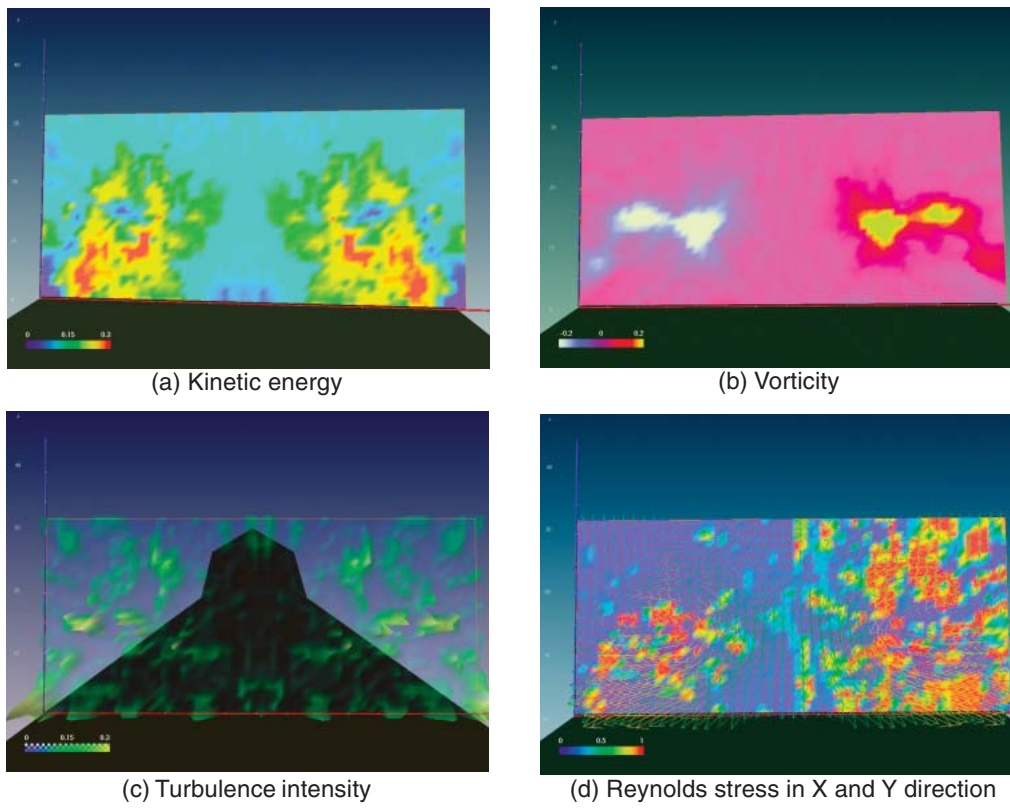 0 0.15 0.3
(a) Kinetic energy
-0.2 0 0.2
(b) Vorticity
0 0.15 0.3
(c) Turbulence intensity
0 0.5 1
(d) Reynolds stress in X and Y direction